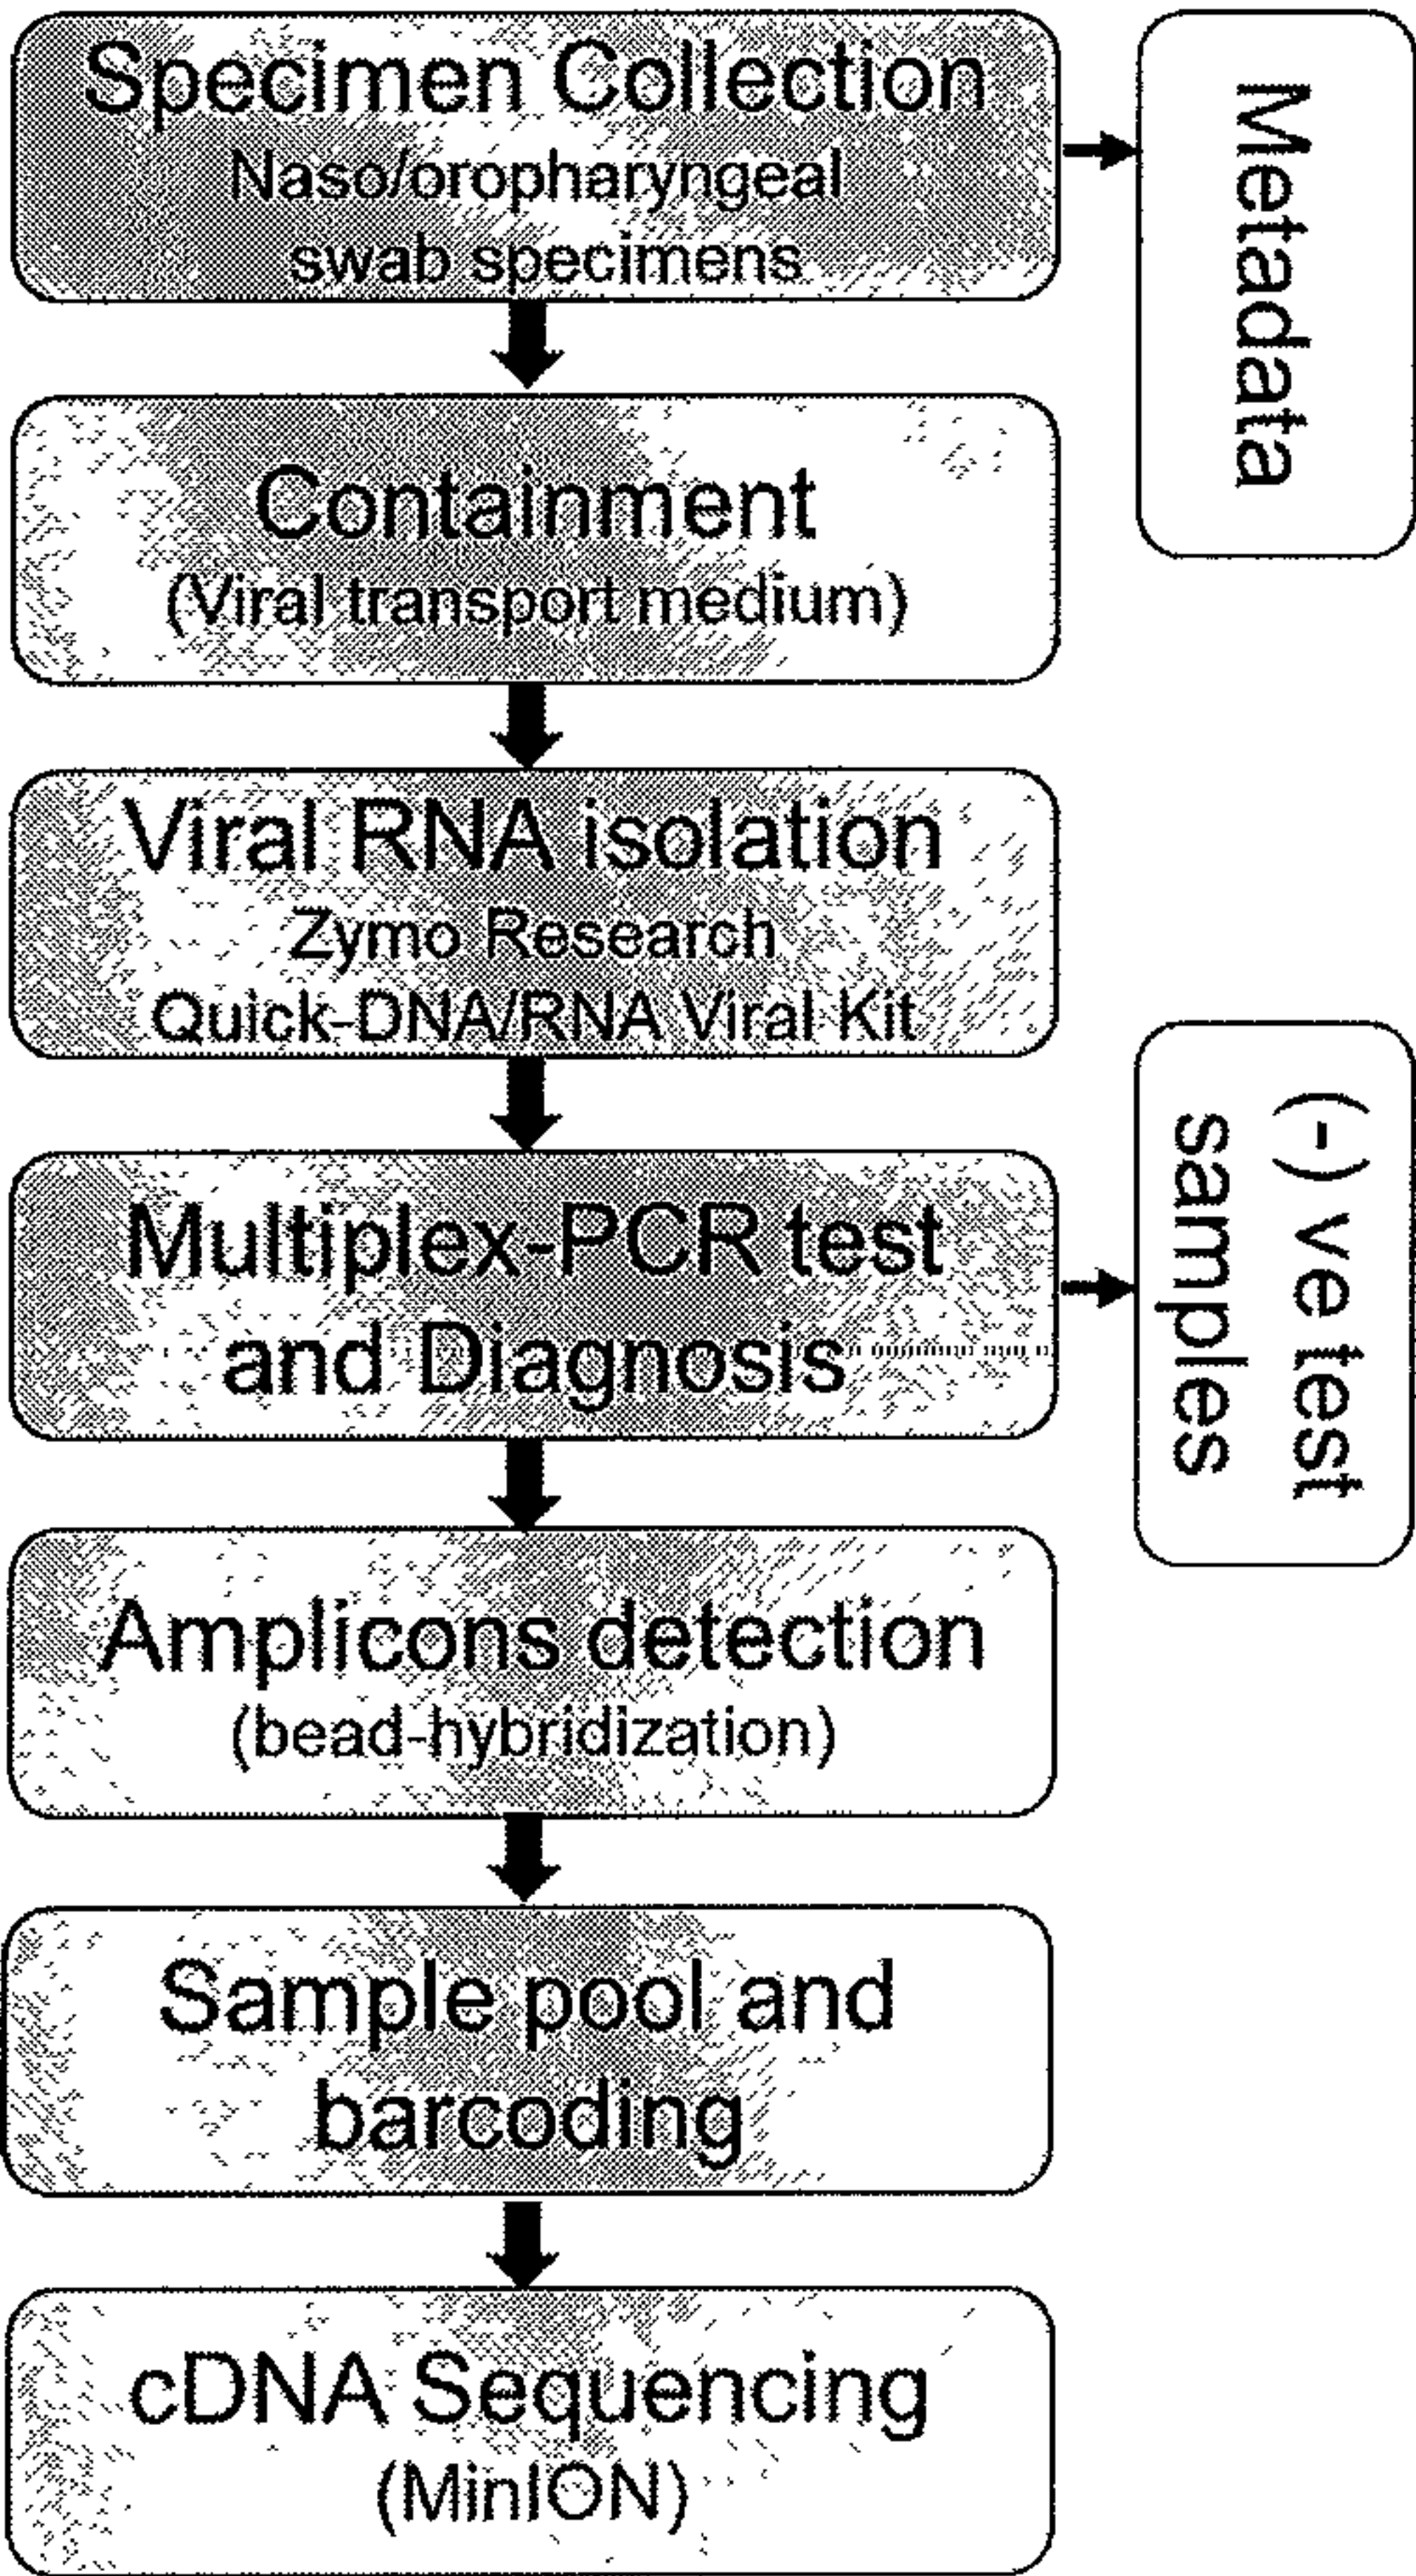 Specimen Collection
Naso/oropharyngeal
swab specimens
Metadata
Containment
(Viral transport medium)
Viral RNA isolation
Zymo Research
Quick-DNA/RNA Viral Kit
Multiplex-PCR test
and Diagnosis
(-) ve test
samples
Amplicons detection
(bead-hybridization)
Sample pool and
barcoding
cDNA Sequencing
(MinION)